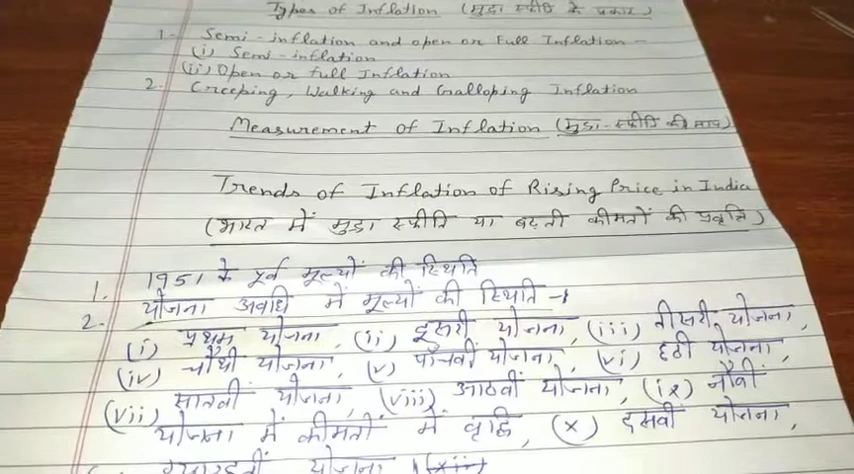 Types of Inflation (मुद्रा स्फीति के प्रकार)
1. Semi-inflation and open or Full Inflation -
(i) Semi-inflation
(ii) Open or full Inflation
2. Creeping, Walking and Galloping Inflation
Measurement of Inflation (मुद्रा-स्फीति की माप)
Trends of Inflation of Rising Price in India
(भारत में मुद्रा स्फीति या बढ़ती कीमतों की प्रवृति)
1. 1951 के पूर्व मूल्यों की स्थिति
2. योजना अवधि में मूल्यों की स्थिति →
(i) प्रथम योजना, (ii) दूसरी योजना, (iii) तीसरी योजना,
(iv) चौथी योजना, (v) पाँचवी योजना, (vi) छठी योजना,
(vii) सातवीं योजना, (viii) आठवीं योजना, (ix) नौवीं
योजना में कीमतों में वृद्धि, (x) दसवीं योजना,
योजना